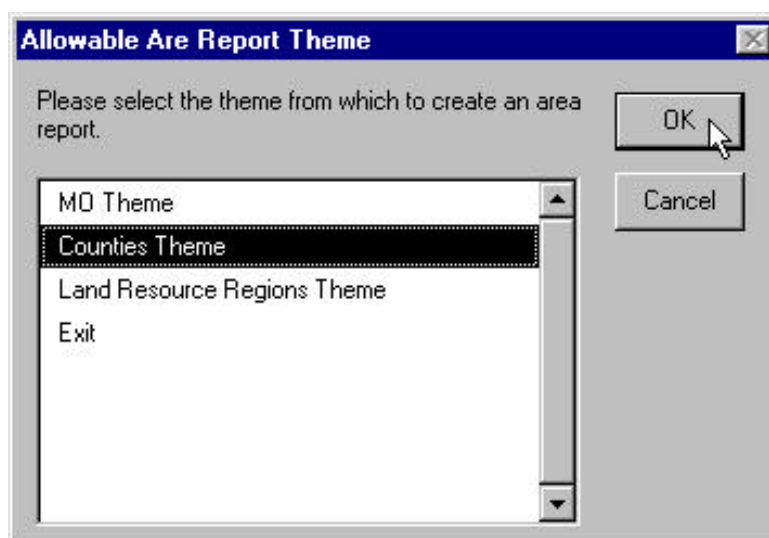 Allowable Are Report Theme
Please select the theme from which to create an area
report.
OK
Cancel
MO Theme
Counties Theme
Land Resource Regions Theme
Exit